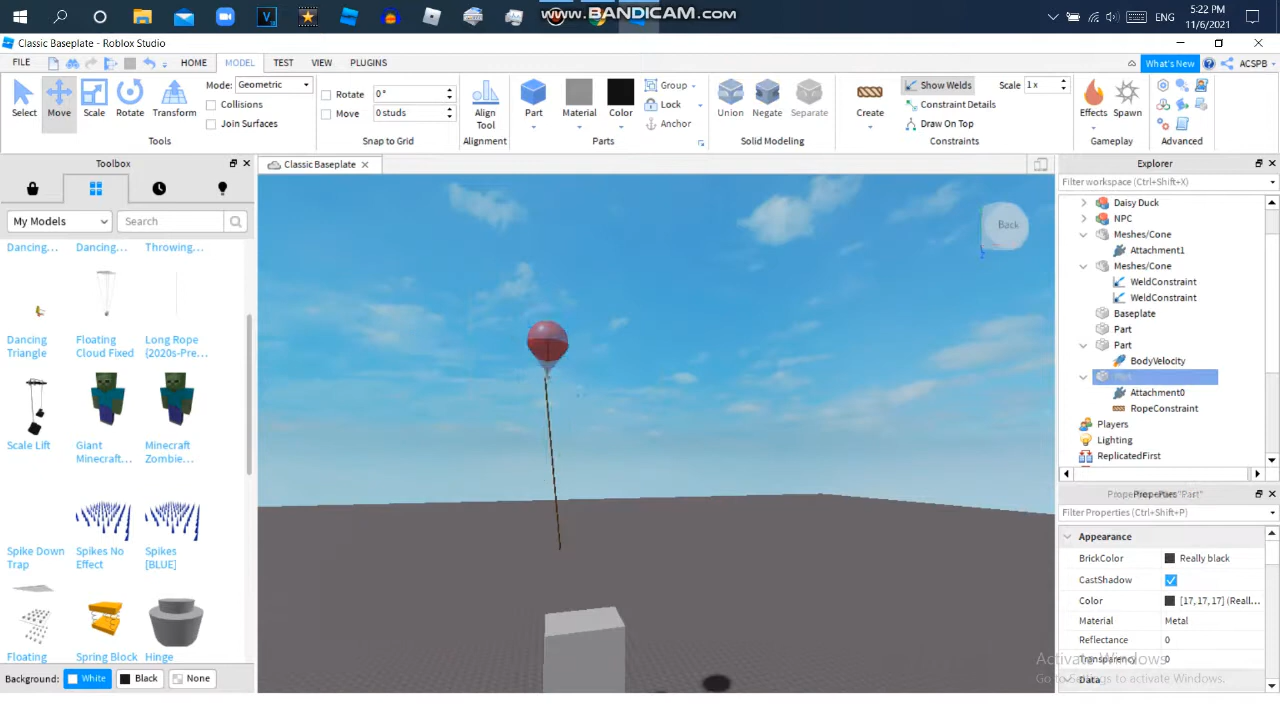 www.BANDICAM.com
ENG
5:22 PM
11/6/2021
Classic Baseplate - Roblox Studio
FILE HOME MODEL TEST VIEW PLUGINS
What's New
ACSPB
Select Move Scale Rotate Transform
Mode: Geometric
Collisions
Join Surfaces
Tools
Rotate 0°
Move 0 studs
Snap to Grid
Align Tool
Alignment
Part Material Color
Group
Lock
Anchor
Parts
Union Negate Separate
Solid Modeling
Create
Show Welds
Scale 1 x
Constraint Details
Draw On Top
Constraints
Effects Spawn
Gameplay
Advanced
Toolbox
Classic Baseplate
Explorer
My Models
Search
Filter workspace (Ctrl+Shift+X)
Dancing... Dancing... Throwing...
Dancing Triangle
Floating Cloud Fixed
Long Rope {2020s-Pre...
Scale Lift
Giant Minecraft...
Minecraft Zombie...
Spike Down Trap
Spikes No Effect
Spikes [BLUE]
Floating
Spring Block
Hinge
Background: White Black None
Back
Daisy Duck
NPC
Meshes/Cone
Attachment1
Meshes/Cone
WeldConstraint
WeldConstraint
Baseplate
Part
Part
BodyVelocity
Attachment0
RopeConstraint
Players
Lighting
ReplicatedFirst
Filter Properties (Ctrl+Shift+P)
Appearance
BrickColor Really black
CastShadow
Color [17, 17, 17] (Reall...
Material Metal
Reflectance 0
Transparency 0
Data
Activate Windows
Go to Settings to activate Windows.